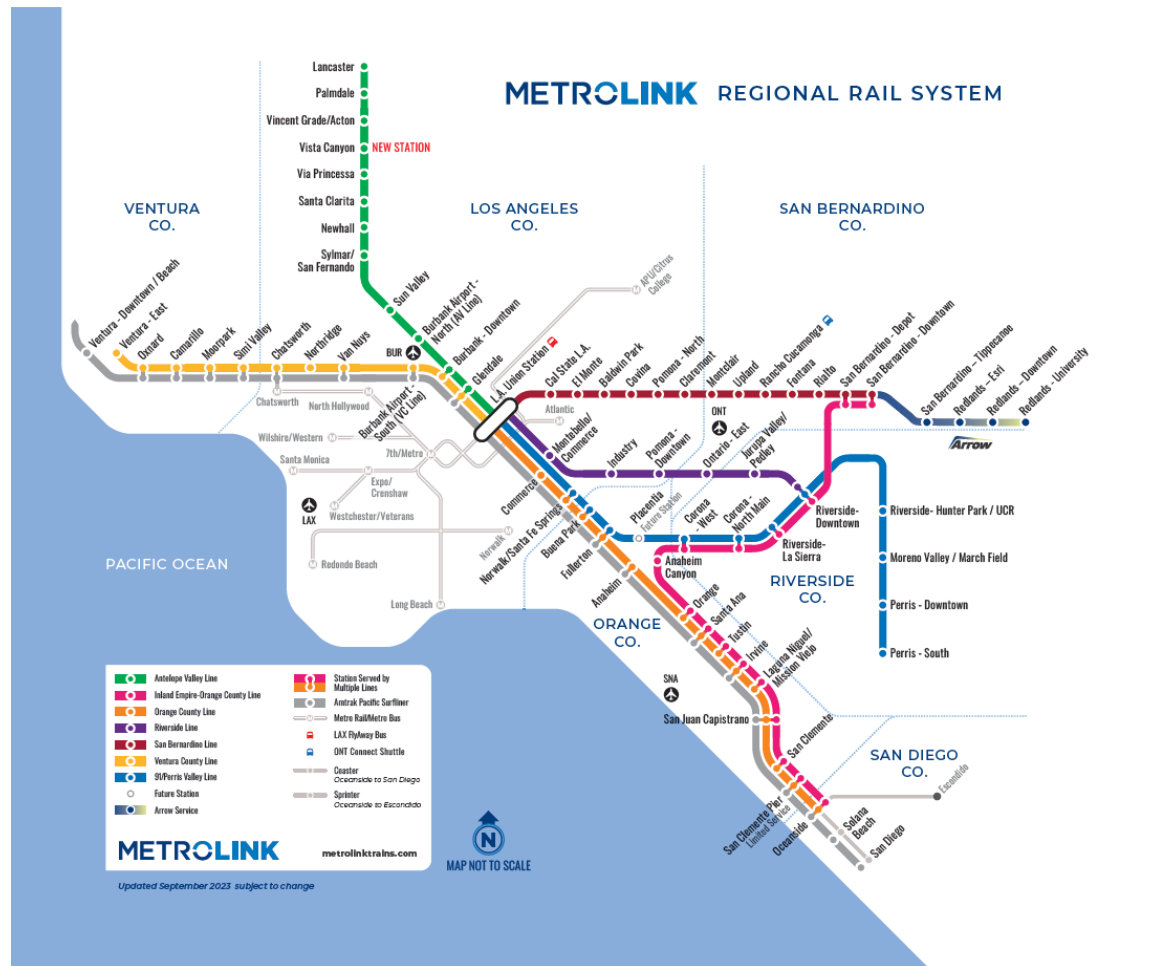 METROLINK REGIONAL RAIL SYSTEM
Lancaster
Palmdale
Vincent Grade/Acton
Vista Canyon NEW STATION
Via Princessa
Santa Clarita
Newhall
Sylmar/
San Fernando
VENTURA
CO.
LOS ANGELES
CO.
SAN BERNARDINO
CO.
Sun Valley
Burbank Airport -
North (AV Line)
Burbank - Downtown
Glendale
L.A. Union Station
APU/Citrus
College
Ventura - Downtown / Beach
Ventura - East
Oxnard
Camarillo
Moorpark
Simi Valley
Chatsworth
Northridge
Van Nuys
BUR
Burbank Airport -
South (VC Line)
Cal State L.A.
El Monte
Baldwin Park
Covina
Pomona - North
Claremont
Montclair
Upland
Rancho Cucamonga
Fontana
Rialto
San Bernardino - Depot
San Bernardino - Downtown
San Bernardino – Tippecanoe
Redlands – Esri
Redlands – Downtown
Redlands - University
Arrow
ONT
Chatsworth
North Hollywood
Wilshire/Western
7th/Metro
Santa Monica
Expo/
Crenshaw
Westchester/Veterans
LAX
Redondo Beach
Norwalk
Long Beach
Atlantic
M
M
M
M
M
M
M
M
M
M
M
M
Montebello/
Commerce
Industry
Pomona -
Downtown
Ontario - East
Jurupa Valley/
Pedley
Commerce
Norwalk/Santa Fe Springs
Buena Park
Fullerton
Anaheim
Placentia
Future Station
Corona
- West
Corona -
North Main
Riverside-
Downtown
Riverside-
La Sierra
Anaheim
Canyon
Riverside- Hunter Park / UCR
Moreno Valley / March Field
Perris - Downtown
Perris - South
PACIFIC OCEAN
RIVERSIDE
CO.
ORANGE
CO.
Orange
Santa Ana
Tustin
Irvine
Laguna Niguel/
Mission Viejo
SNA
San Juan Capistrano
San Clemente
San Clemente Pier
Limited Service
Oceanside
SAN DIEGO
CO.
Escondido
Solana
Beach
San Diego
Antelope Valley Line
Inland Empire-Orange County Line
Orange County Line
Riverside Line
San Bernardino Line
Ventura County Line
91/Perris Valley Line
Future Station
Arrow Service
Station Served by
Multiple Lines
Amtrak Pacific Surfliner
Metro Rail/Metro Bus
LAX FlyAway Bus
ONT Connect Shuttle
Coaster
Oceanside to San Diego
Sprinter
Oceanside to Escondido
METROLINK
metrolinktrains.com
N
MAP NOT TO SCALE
Updated September 2023 subject to change